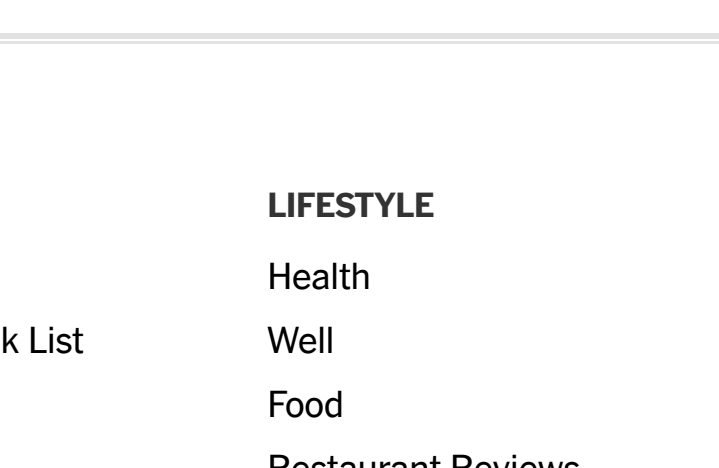 LIFESTYLE
Health
k List
Well
Food
Restaurant Reviews